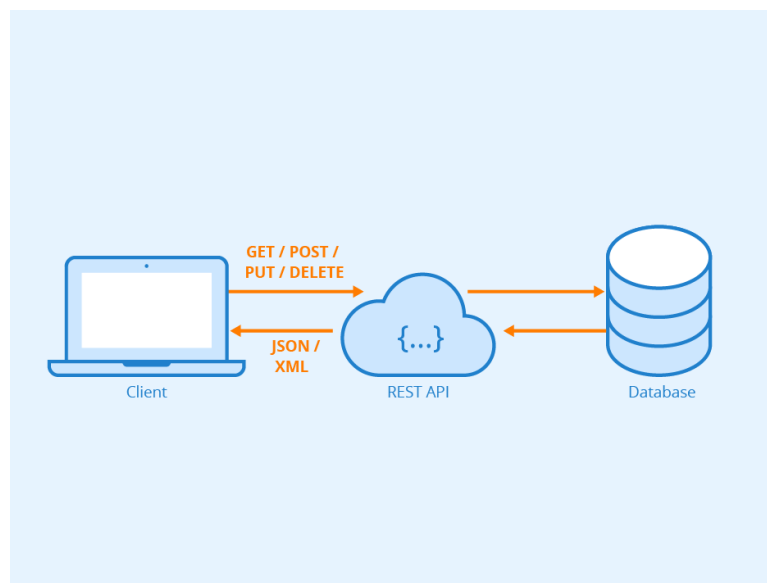 GET / POST /
PUT / DELETE
{...}
JSON /
XML
Client
REST API
Database